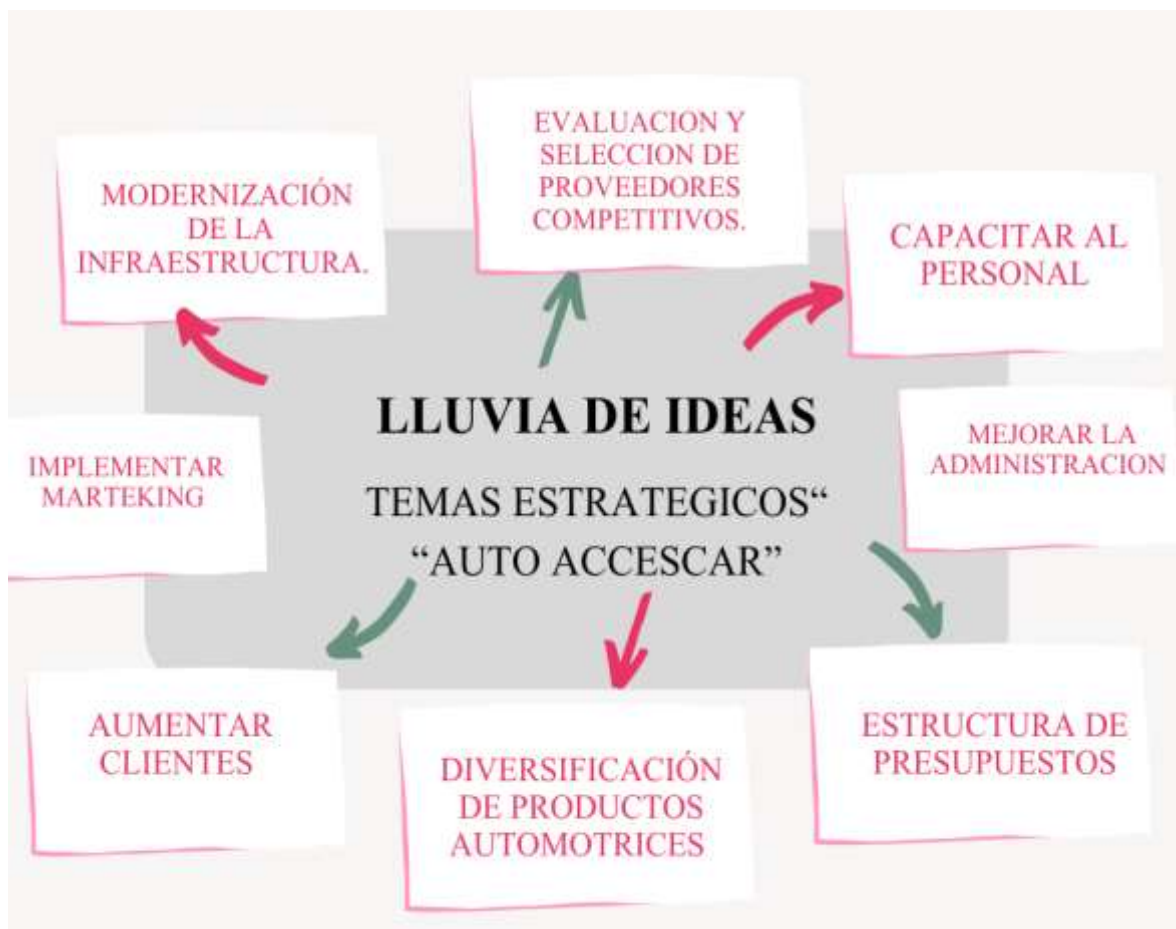 EVALUACION Y
SELECCION DE
PROVEEDORES
COMPETITIVOS.
MODERNIZACIÓN
DE LA
INFRAESTRUCTURA.
CAPACITAR AL
PERSONAL
LLUVIA DE IDEAS
TEMAS ESTRATEGICOS“
“AUTO ACCESCAR”
MEJORAR LA
ADMINISTRACION
IMPLEMENTAR
MARTEKING
AUMENTAR
CLIENTES
DIVERSIFICACIÓN
DE PRODUCTOS
AUTOMOTRICES
ESTRUCTURA DE
PRESUPUESTOS